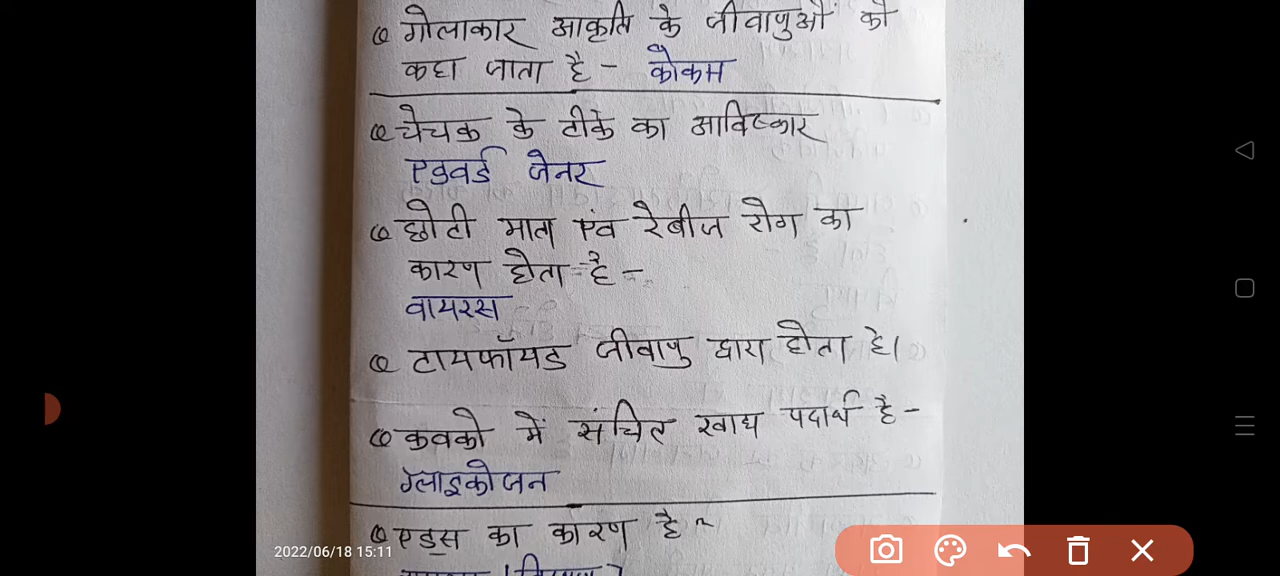 गोलाकार आकृति के जीवाणुओं को
कहा जाता है - कोकस
चेचक के टीके का आविष्कार
एडवर्ड जेनर
छोटी माता एंव रेबीज रोग का
कारण होता है -
वायरस
टायफॉयड जीवाणु द्वारा होता है।
कवको में संचित खाद्य पदार्थ है -
ग्लाइकोजन
एड्स का कारण है -
2022/06/18 15:11